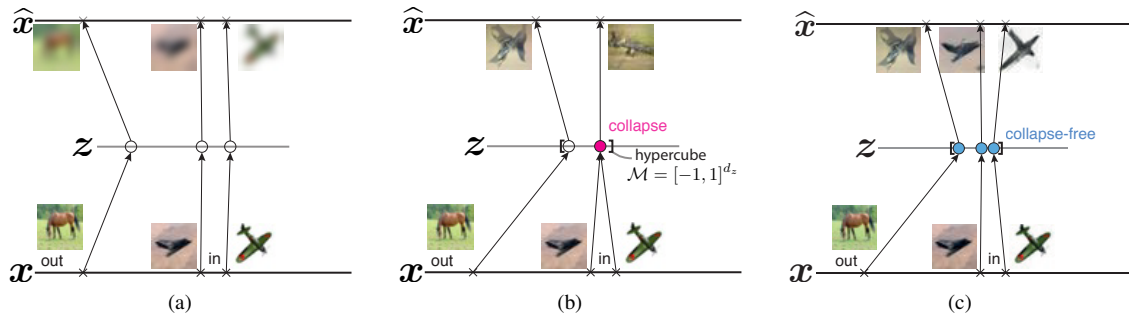 x̂
z
x
out
in
(a)
x̂
z
collapse
[ ]
hypercube
M = [−1, 1]^{d_z}
x
out
in
(b)
x̂
z
collapse-free
[ ]
x
out
in
(c)